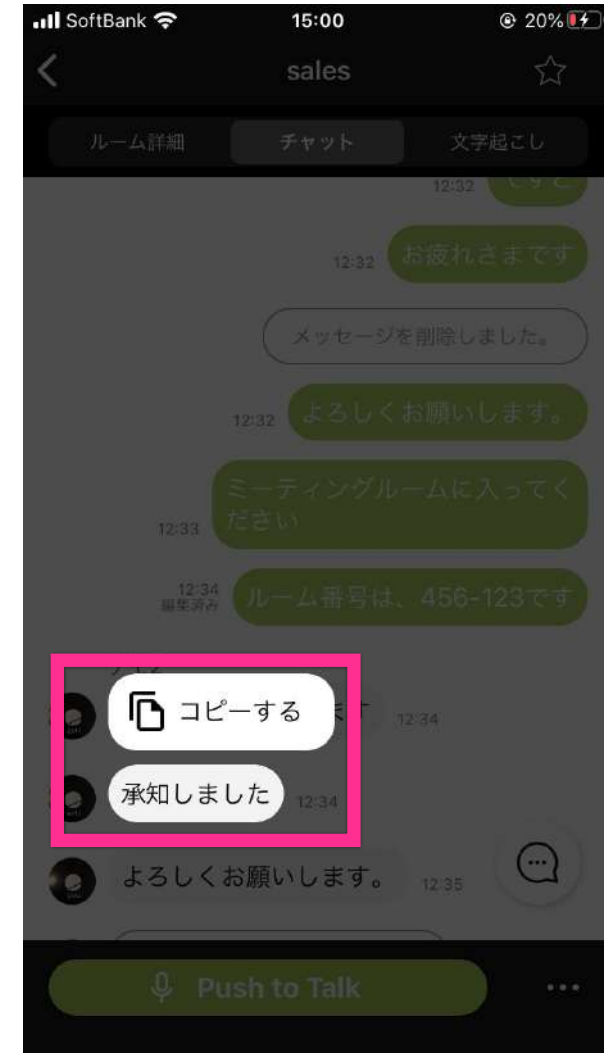 SoftBank 15:00 20%
sales
ルーム詳細 チャット 文字起こし
12:32
12:32 お疲れさまです
メッセージを削除しました。
12:32 よろしくお願いします。
ミーティングルームに入ってく
12:33 ださい
12:34
編集済み ルーム番号は、456-123です
コピーする ます 12:34
承知しました 12:34
よろしくお願いします。 12:35
Push to Talk